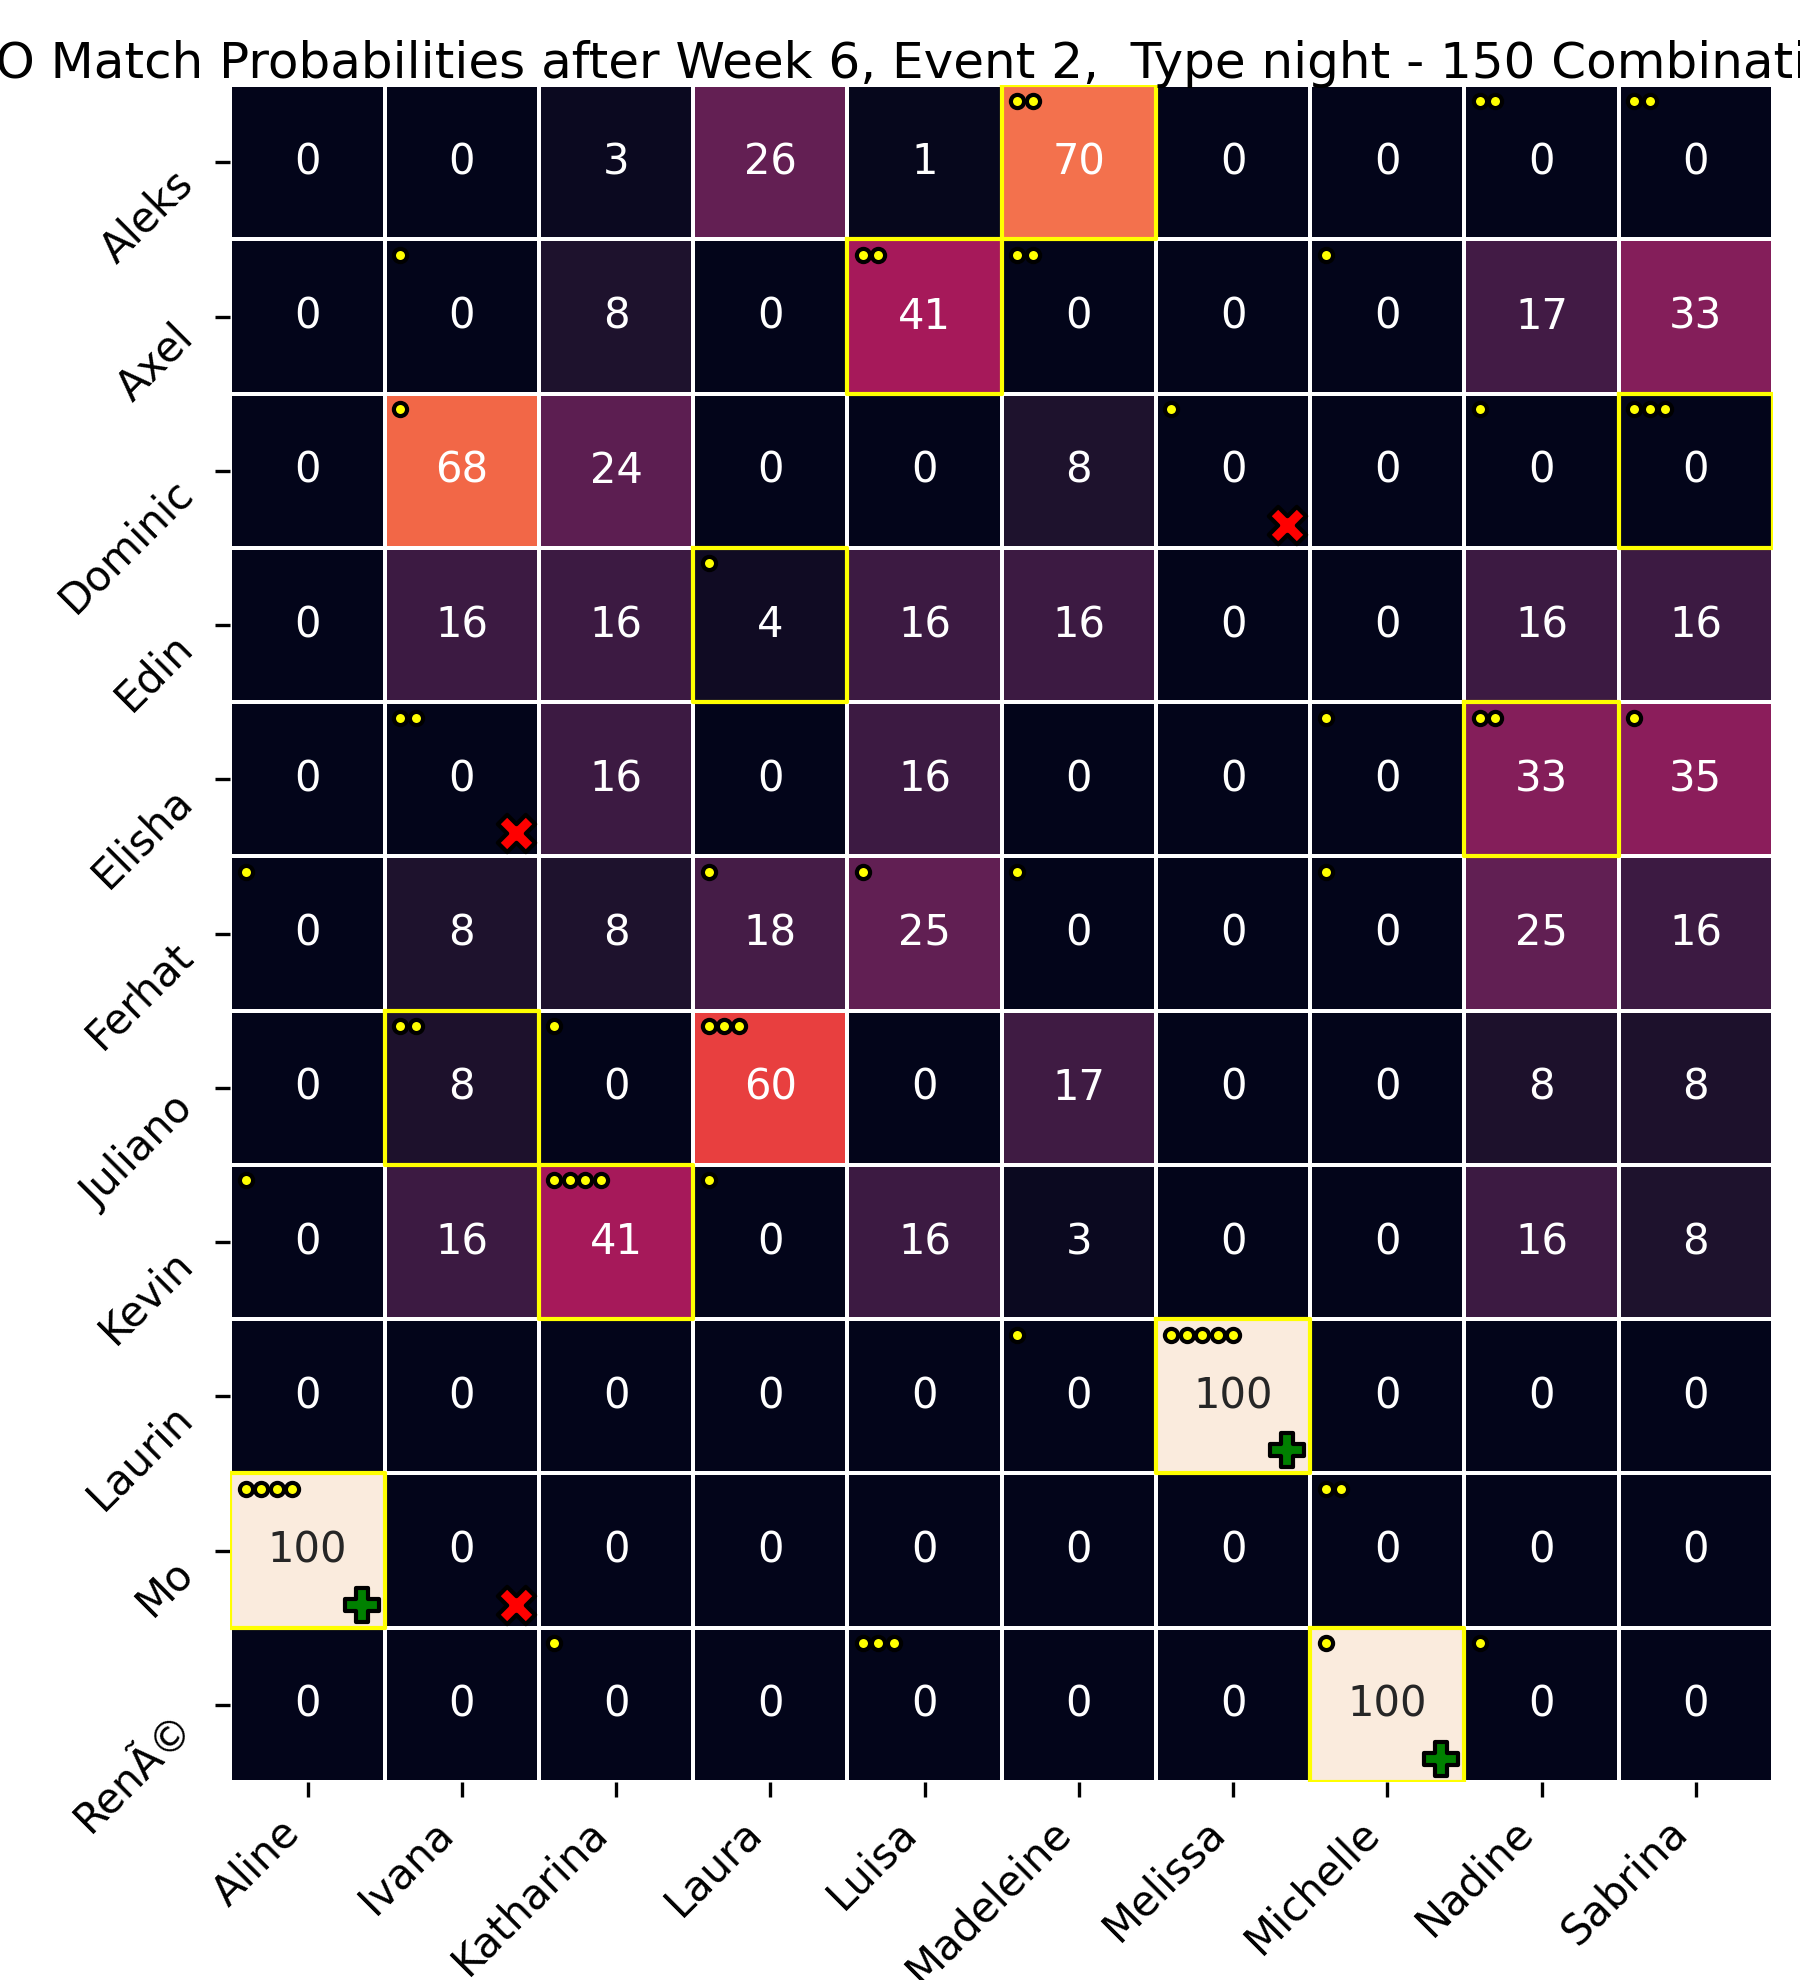 O Match Probabilities after Week 6, Event 2, Type night - 150 Combinati
Aleks 0 0 3 26 1 70 0 0 0 0
Axel 0 0 8 0 41 0 0 0 17 33
Dominic 0 68 24 0 0 8 0 0 0 0
Edin 0 16 16 4 16 16 0 0 16 16
Elisha 0 0 16 0 16 0 0 0 33 35
Ferhat 0 8 8 18 25 0 0 0 25 16
Juliano 0 8 0 60 0 17 0 0 8 8
Kevin 0 16 41 0 16 3 0 0 16 8
Laurin 0 0 0 0 0 0 100 0 0 0
Mo 100 0 0 0 0 0 0 0 0 0
RenÃ© 0 0 0 0 0 0 0 100 0 0
Aline Ivana Katharina Laura Luisa Madeleine Melissa Michelle Nadine Sabrina